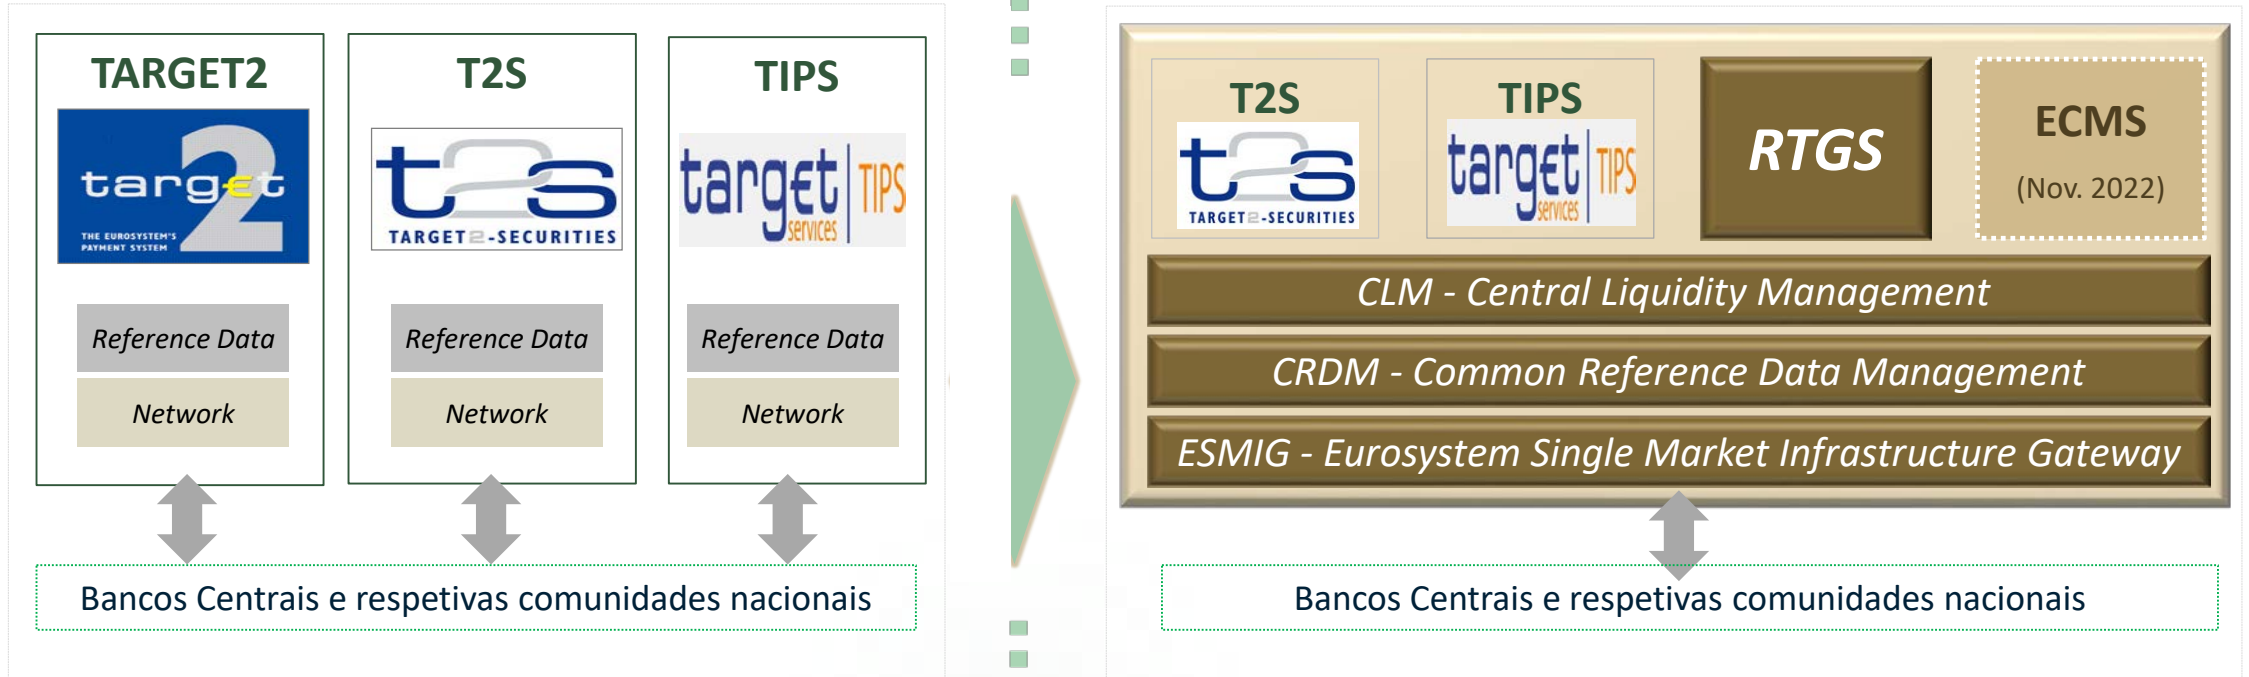 TARGET2
target
2
THE EUROSYSTEM'S
PAYMENT SYSTEM
Reference Data
Network
T2S
t2s
TARGET2-SECURITIES
Reference Data
Network
TIPS
target
services
TIPS
Reference Data
Network
Bancos Centrais e respetivas comunidades nacionais
T2S
t2s
TARGET2-SECURITIES
TIPS
target
services
TIPS
RTGS
ECMS
(Nov. 2022)
CLM - Central Liquidity Management
CRDM - Common Reference Data Management
ESMIG - Eurosystem Single Market Infrastructure Gateway
Bancos Centrais e respetivas comunidades nacionais